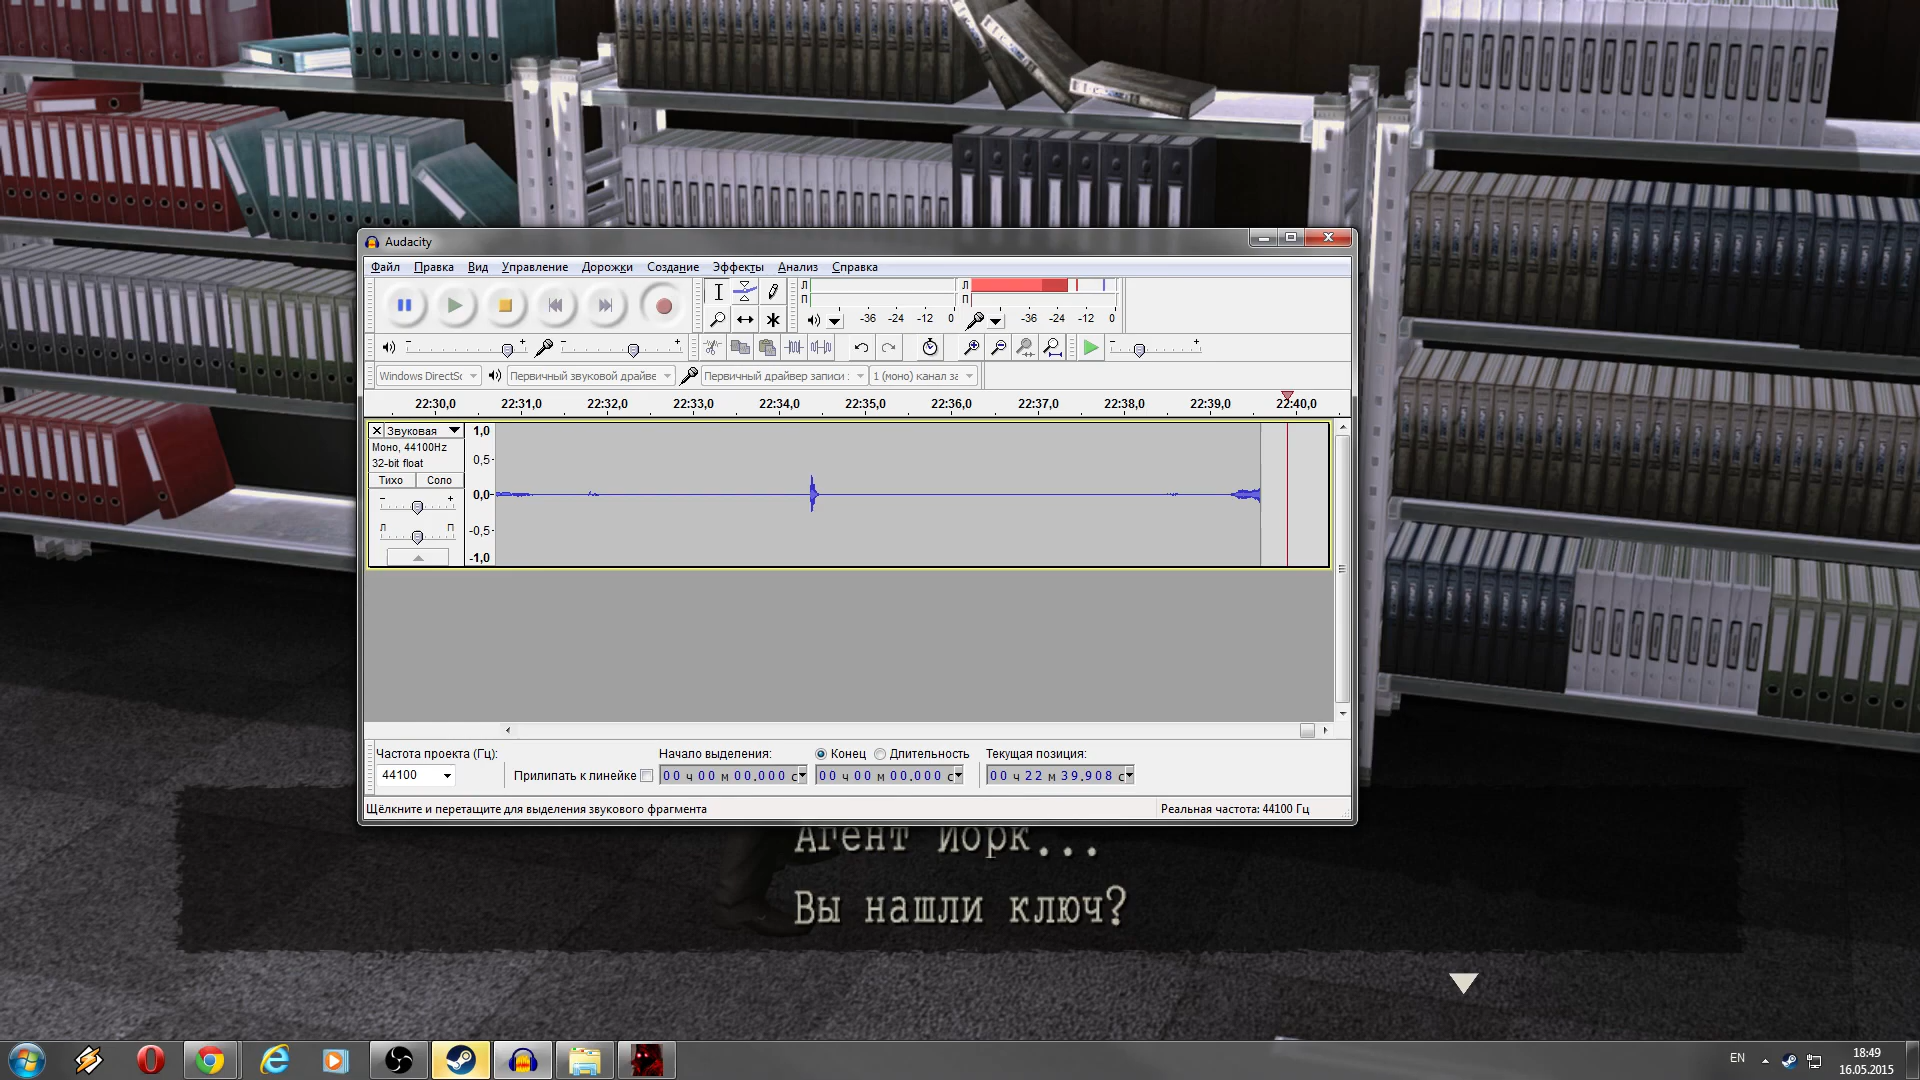 Audacity
Файл Правка Вид Управление Дорожки Создание Эффекты Анализ Справка
Л
П
-36 -24 -12 0
Л
П
-36 -24 -12 0
Windows DirectSo
Первичный звуковой драйве
Первичный драйвер записи :
1 (моно) канал за
22:30,0 22:31,0 22:32,0 22:33,0 22:34,0 22:35,0 22:36,0 22:37,0 22:38,0 22:39,0 22:40,0
Звуковая
Моно, 44100Hz
32-bit float
Тихо Соло
- +
Л П
1,0
0,5
0,0
-0,5
-1,0
Частота проекта (Гц):
44100
Прилипать к линейке
Начало выделения:
00 ч 00 м 00.000 с
Конец Длительность
00 ч 00 м 00.000 с
Текущая позиция:
00 ч 22 м 39.908 с
Щёлкните и перетащите для выделения звукового фрагмента
Реальная частота: 44100 Гц
Агент Йорк...
Вы нашли ключ?
EN
18:49
16.05.2015